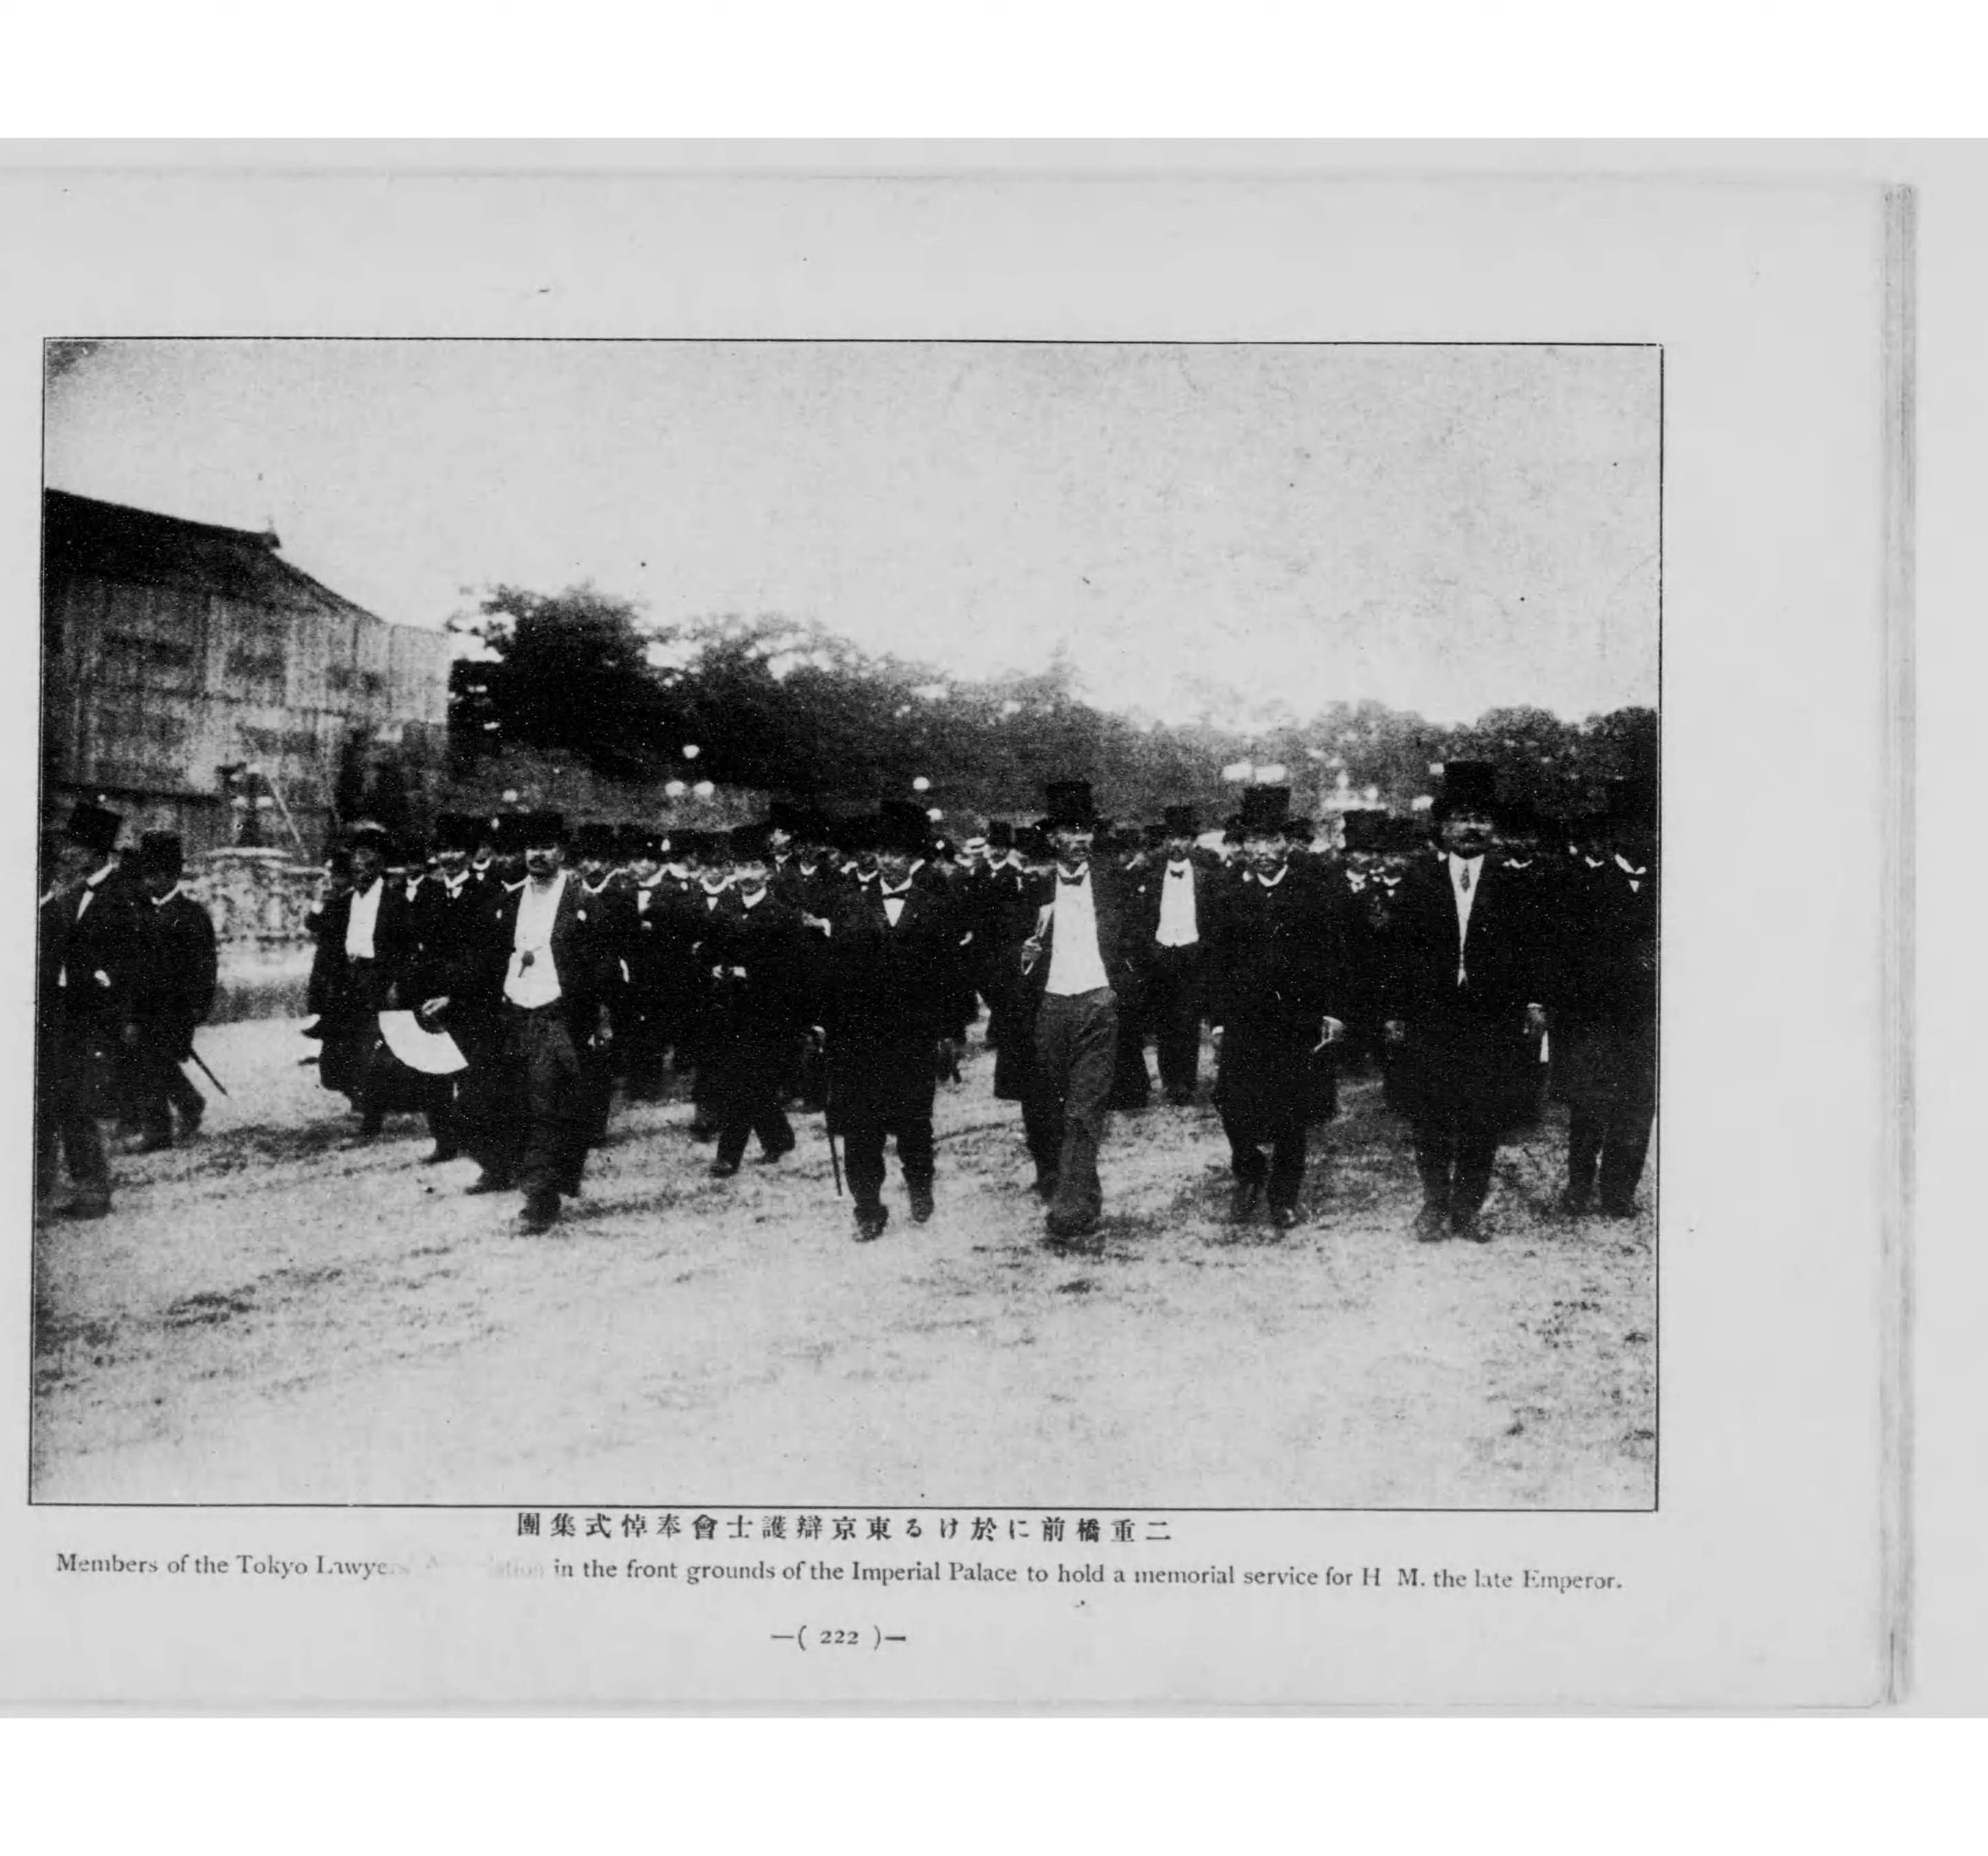 二重橋前に於ける東京辯護士會奉悼式集團
Members of the Tokyo Lawyers in the front grounds of the Imperial Palace to hold a memorial service for H M. the late Emperor.
—( 222 )—